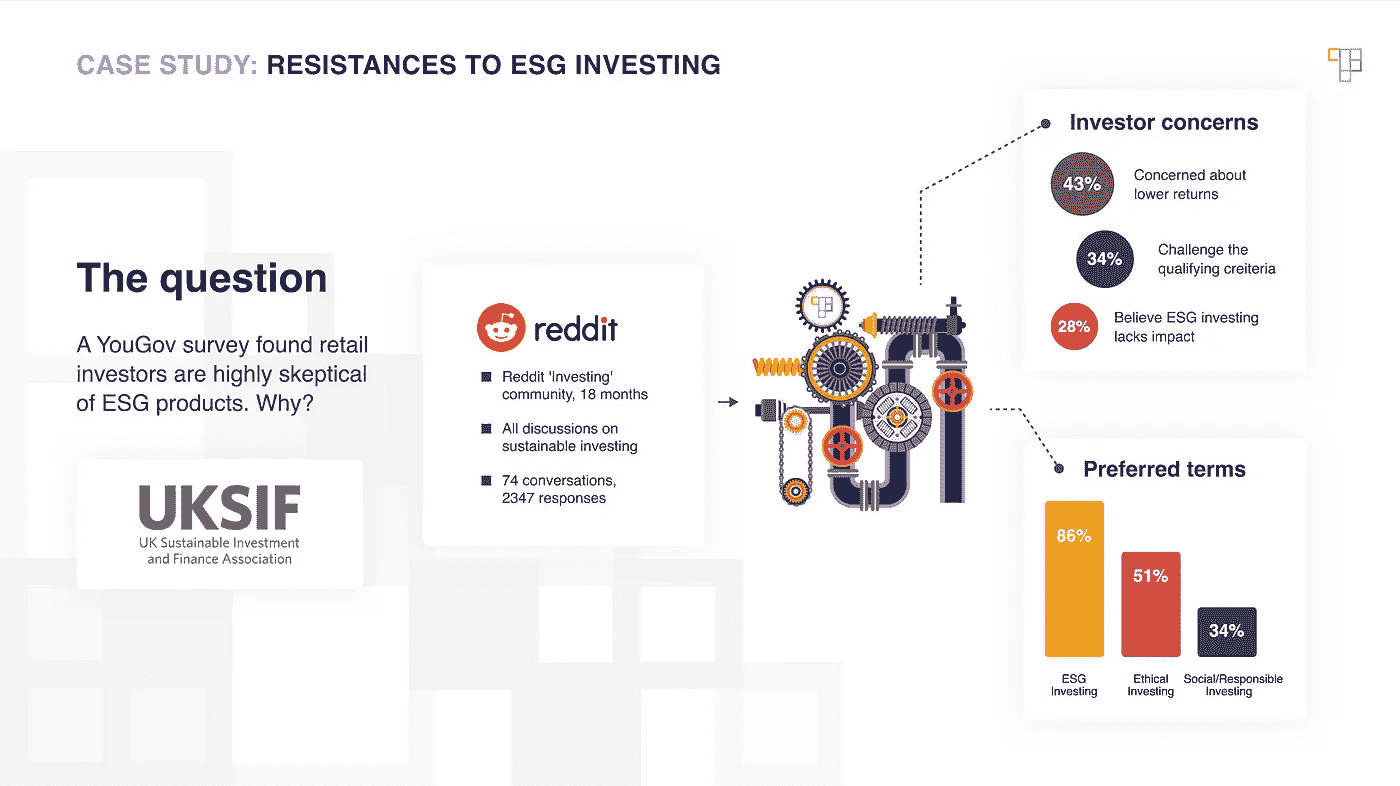 CASE STUDY: RESISTANCES TO ESG INVESTING
The question
A YouGov survey found retail
investors are highly skeptical
of ESG products. Why?
UKSIF
UK Sustainable Investment
and Finance Association
reddit
Reddit 'Investing'
community, 18 months
All discussions on
sustainable investing
74 conversations,
2347 responses
Investor concerns
43%
Concerned about
lower returns
34%
Challenge the
qualifying creiteria
28%
Believe ESG investing
lacks impact
Preferred terms
86%
51%
34%
ESG
Investing
Ethical
Investing
Social/Responsible
Investing